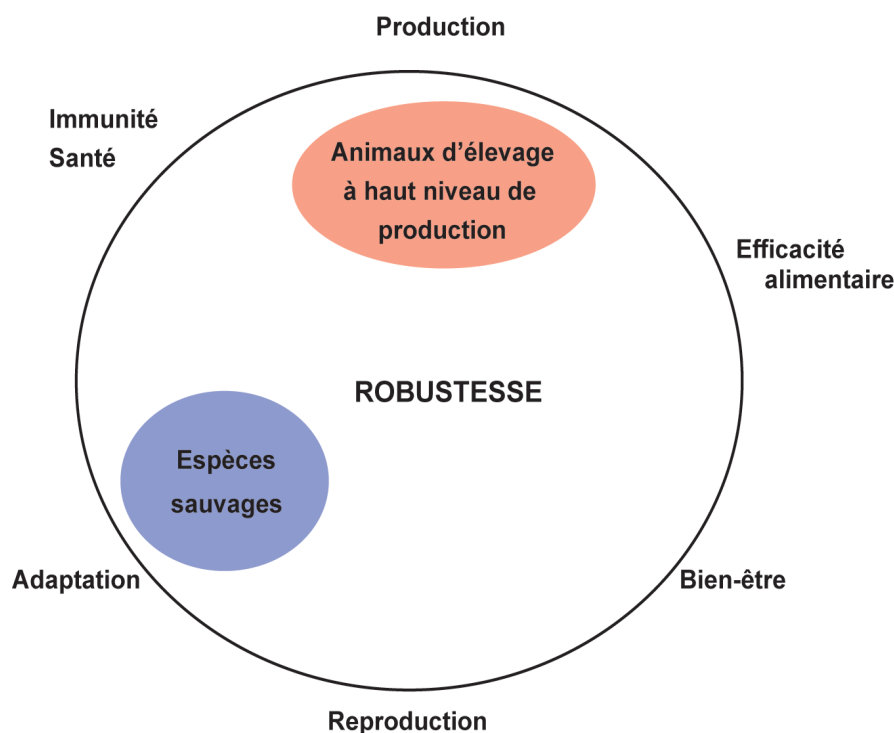 Production
Immunité
Santé
Animaux d’élevage
à haut niveau de
production
Efficacité
alimentaire
ROBUSTESSE
Espèces
sauvages
Adaptation
Bien-être
Reproduction